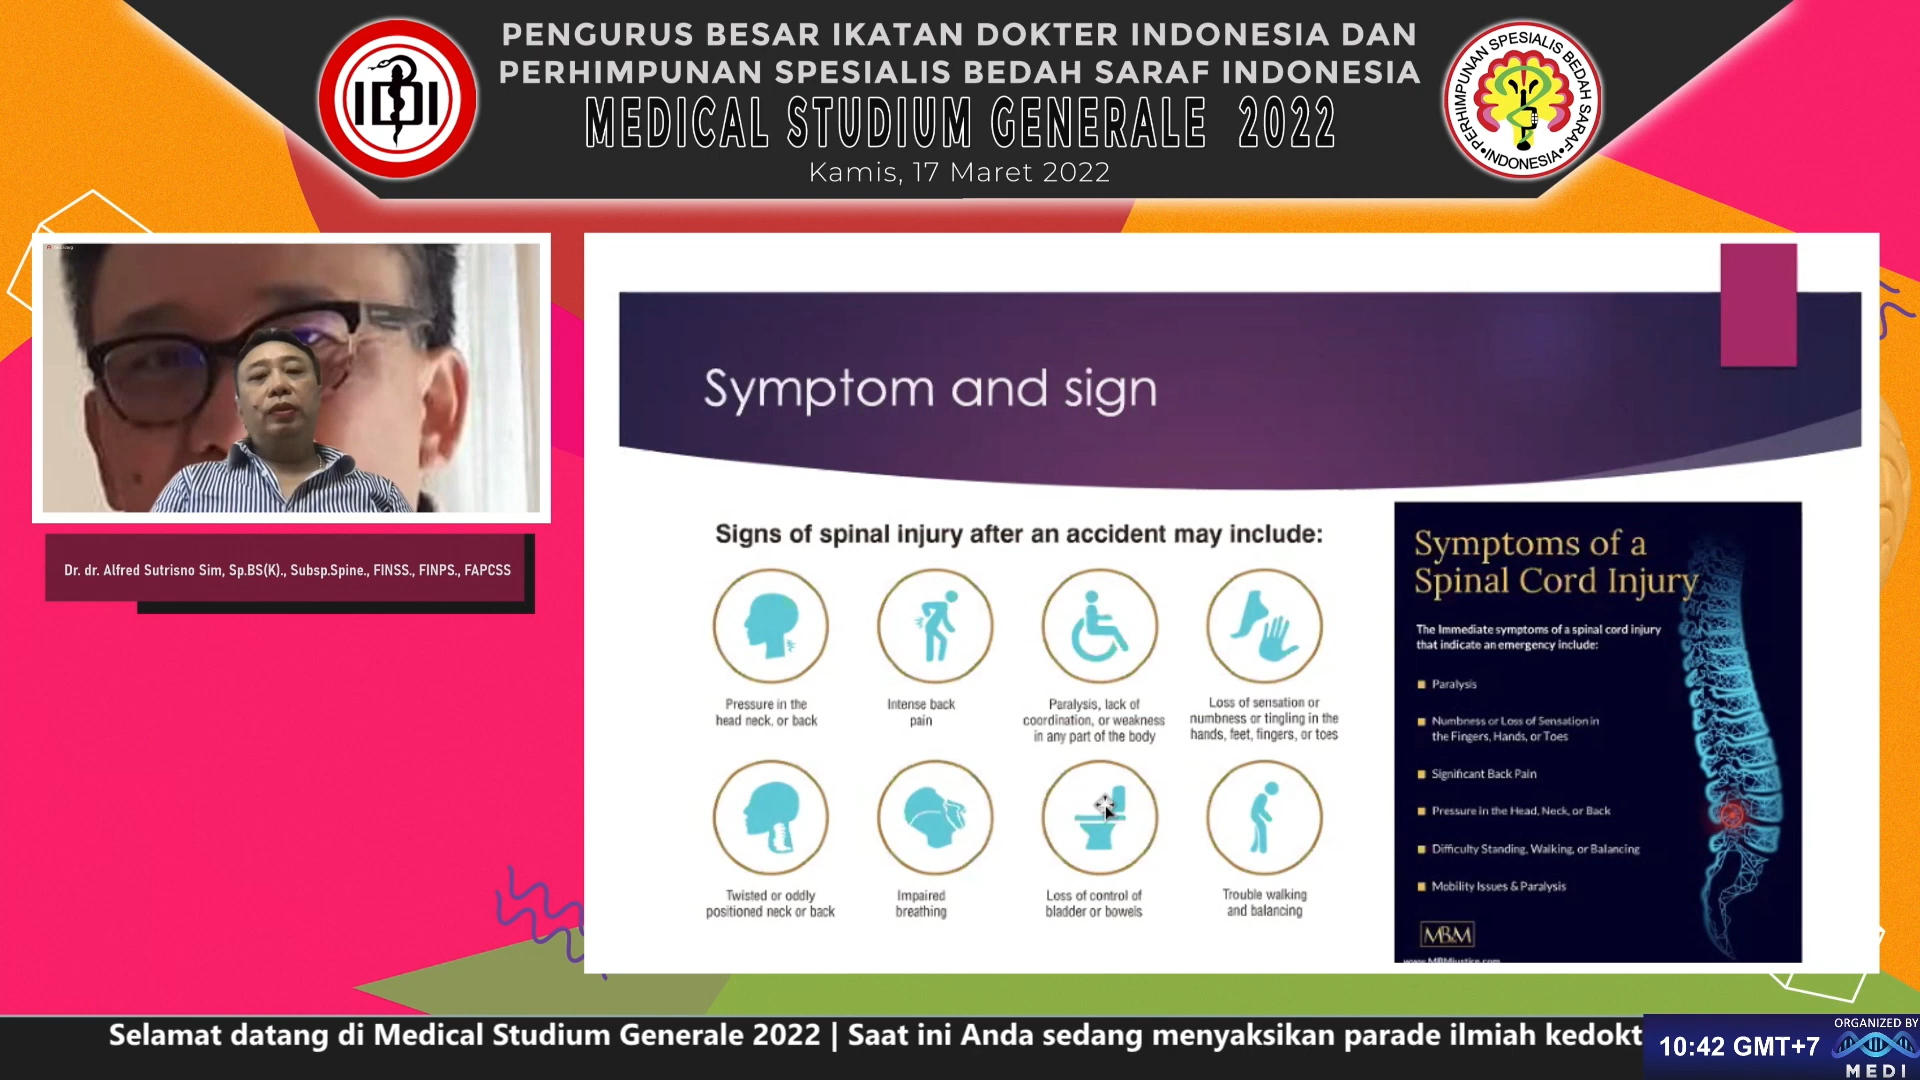 PENGURUS BESAR IKATAN DOKTER INDONESIA DAN
PERHIMPUNAN SPESIALIS BEDAH SARAF INDONESIA
MEDICAL STUDIUM GENERALE 2022
Kamis, 17 Maret 2022
IDI
PERHIMPUNAN SPESIALIS BEDAH SARAF
•INDONESIA•
Dr. dr. Alfred Sutrisno Sim, Sp.BS(K)., Subsp.Spine., FINSS., FINPS., FAPCSS
Symptom and sign
Signs of spinal injury after an accident may include:
Pressure in the
head neck, or back
Intense back
pain
Paralysis, lack of
coordination, or weakness
in any part of the body
Loss of sensation or
numbness or tingling in the
hands, feet, fingers, or toes
Twisted or oddly
positioned neck or back
Impaired
breathing
Loss of control of
bladder or bowels
Trouble walking
and balancing
Symptoms of a
Spinal Cord Injury
The Immediate symptoms of a spinal cord injury
that indicate an emergency include:
Paralysis
Numbness or Loss of Sensation in
the Fingers, Hands, or Toes
Significant Back Pain
Pressure in the Head, Neck, or Back
Difficulty Standing, Walking, or Balancing
Mobility Issues & Paralysis
MBM
www.MBMjustice.com
Selamat datang di Medical Studium Generale 2022 | Saat ini Anda sedang menyaksikan parade ilmiah kedokt
10:42 GMT+7
ORGANIZED BY
MEDI